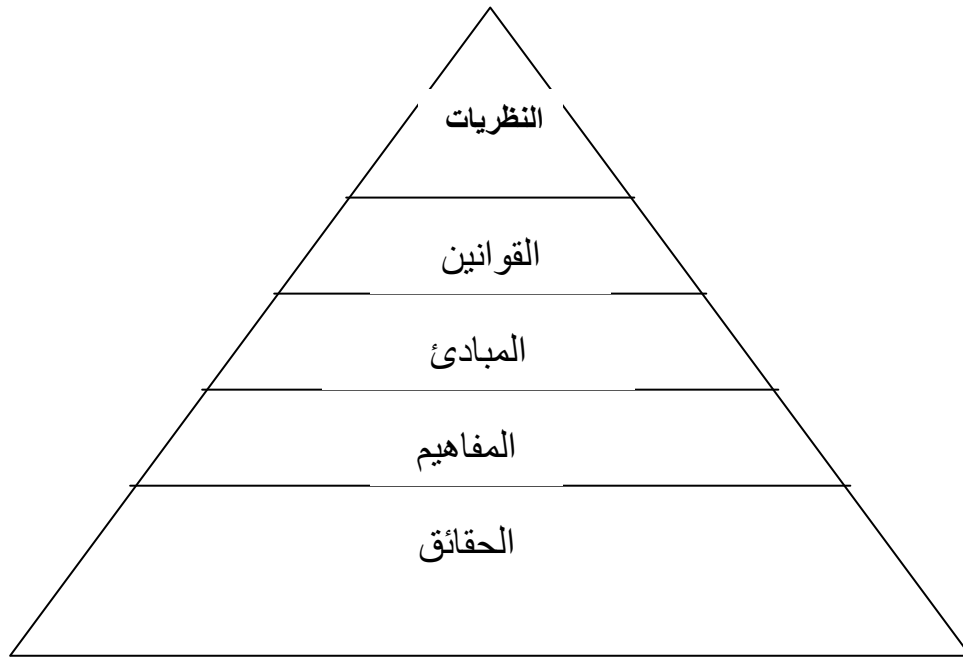 النظريات
القوانين
المبادئ
المفاهيم
الحقائق